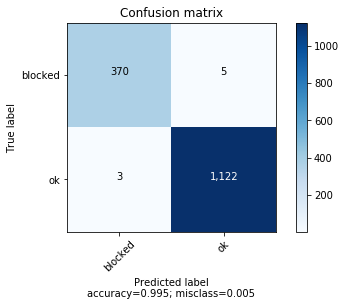 Confusion matrix
blocked
370
5
ok
3
1,122
True label
blocked
ok
Predicted label
accuracy=0.995; misclass=0.005
1000
800
600
400
200